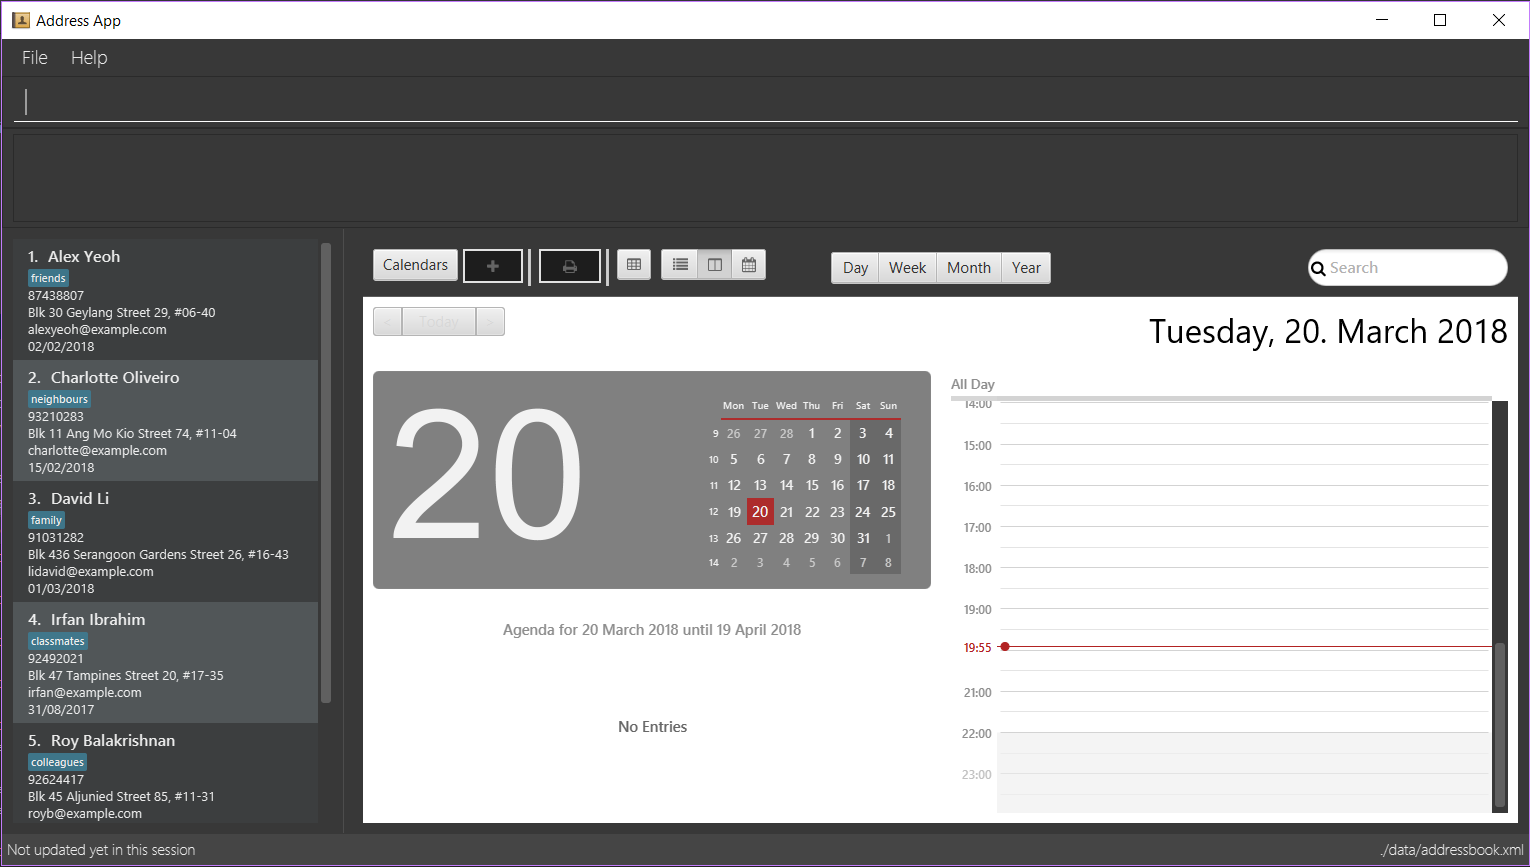 Address App
File Help
1. Alex Yeoh
friends
87438807
Blk 30 Geylang Street 29, #06-40
alexyeoh@example.com
02/02/2018
2. Charlotte Oliveiro
neighbours
93210283
Blk 11 Ang Mo Kio Street 74, #11-04
charlotte@example.com
15/02/2018
3. David Li
family
91031282
Blk 436 Serangoon Gardens Street 26, #16-43
lidavid@example.com
01/03/2018
4. Irfan Ibrahim
classmates
92492021
Blk 47 Tampines Street 20, #17-35
irfan@example.com
31/08/2017
5. Roy Balakrishnan
colleagues
92624417
Blk 45 Aljunied Street 85, #11-31
royb@example.com
Calendars
Day Week Month Year
Search
< Today >
Tuesday, 20. March 2018
20
Mon Tue Wed Thu Fri Sat Sun
9 26 27 28 1 2 3 4
10 5 6 7 8 9 10 11
11 12 13 14 15 16 17 18
12 19 20 21 22 23 24 25
13 26 27 28 29 30 31 1
14 2 3 4 5 6 7 8
Agenda for 20 March 2018 until 19 April 2018
No Entries
All Day
14:00
15:00
16:00
17:00
18:00
19:00
19:55
21:00
22:00
23:00
Not updated yet in this session
./data/addressbook.xml